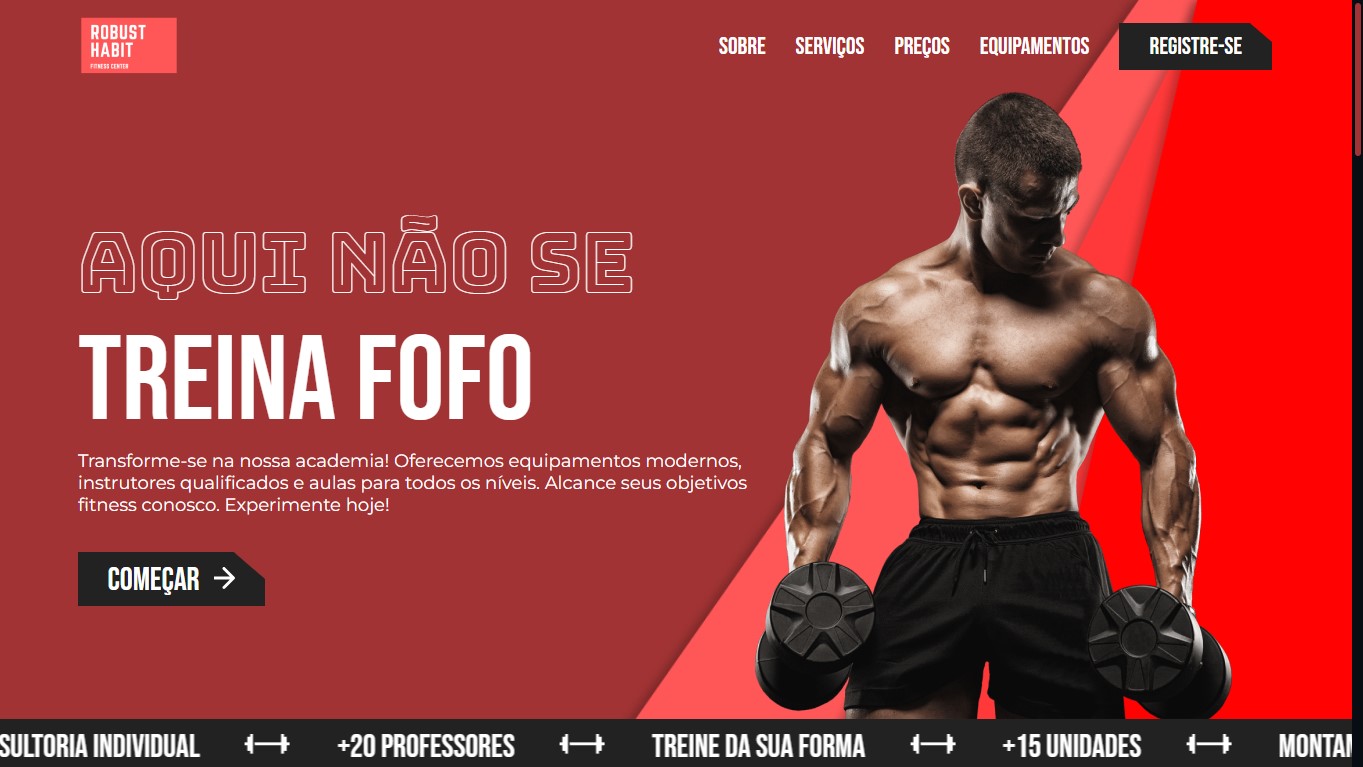 ROBUST
HABIT
FITNESS CENTER
SOBRE SERVIÇOS PREÇOS EQUIPAMENTOS REGISTRE-SE
AQUI NÃO SE
TREINA FOFO
Transforme-se na nossa academia! Oferecemos equipamentos modernos,
instrutores qualificados e aulas para todos os níveis. Alcance seus objetivos
fitness conosco. Experimente hoje!
COMEÇAR
SULTORIA INDIVIDUAL +20 PROFESSORES TREINE DA SUA FORMA +15 UNIDADES MONTAM